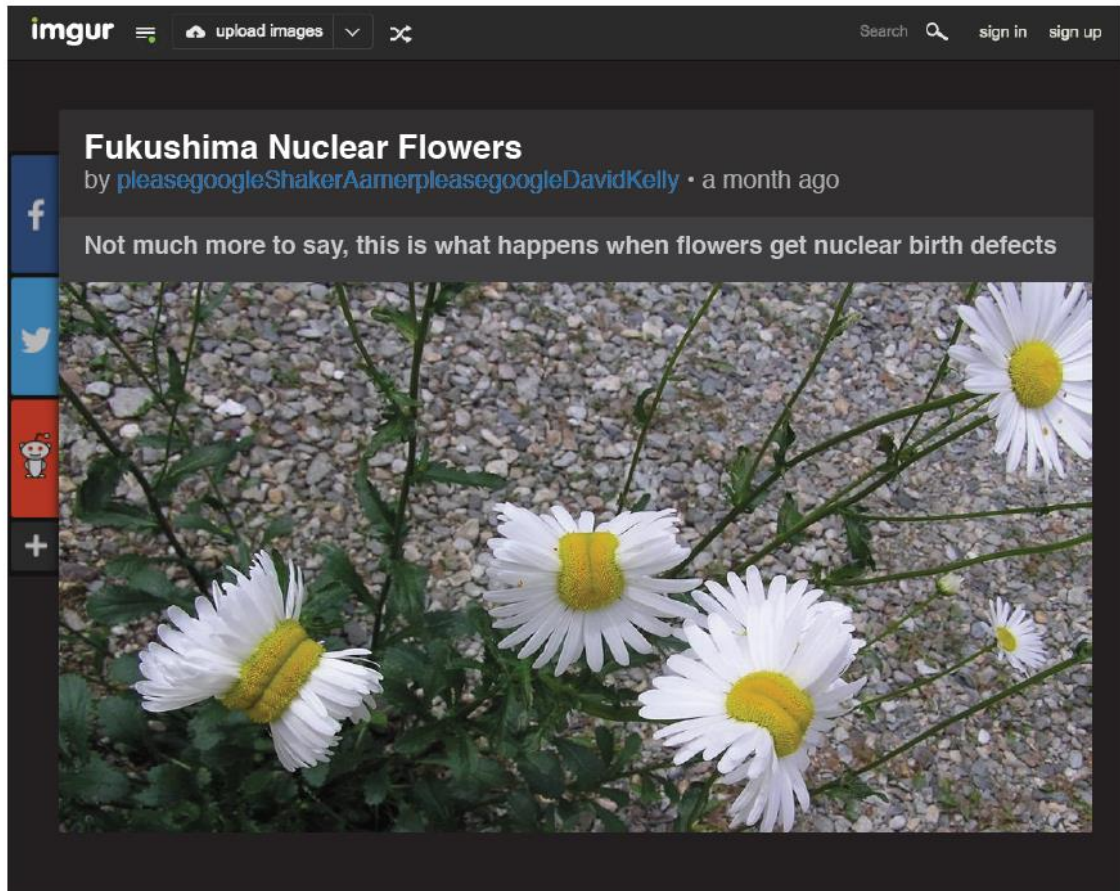 imgur upload images Search sign in sign up
Fukushima Nuclear Flowers
by pleasegoogleShakerAamerpleasegoogleDavidKelly • a month ago
Not much more to say, this is what happens when flowers get nuclear birth defects